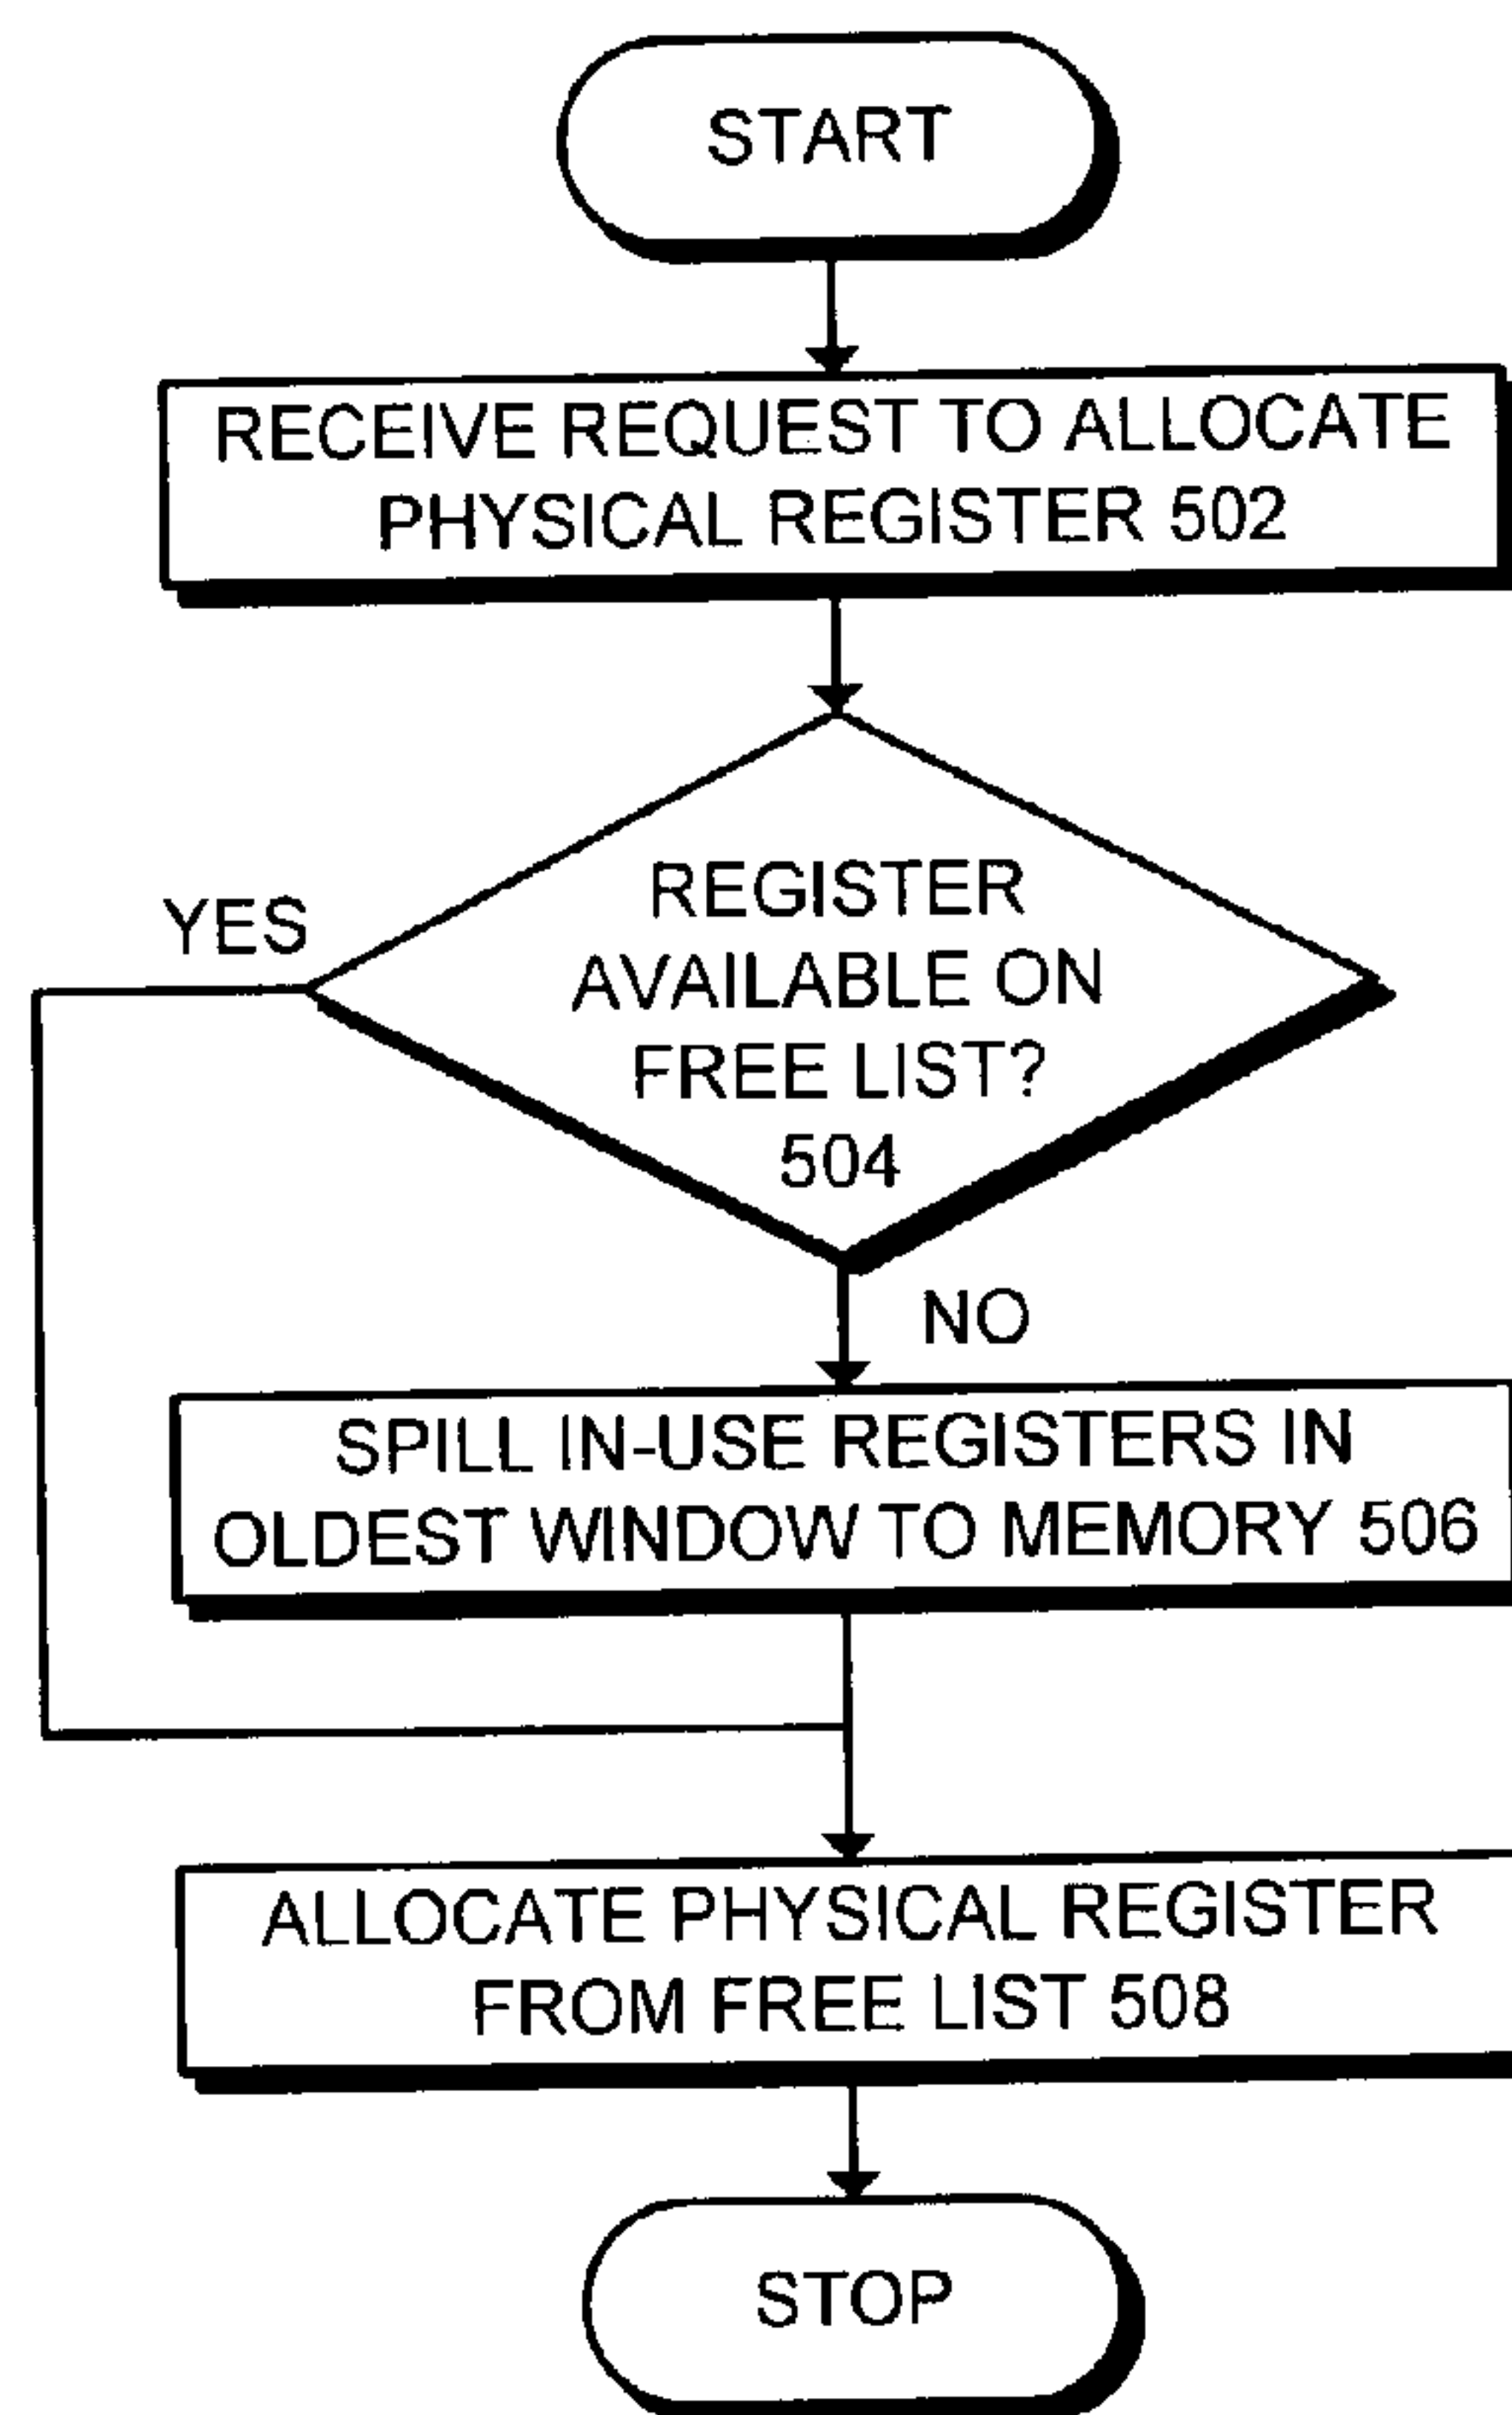 START
RECEIVE REQUEST TO ALLOCATE
PHYSICAL REGISTER 502
REGISTER
AVAILABLE ON
FREE LIST?
504
YES
NO
SPILL IN-USE REGISTERS IN
OLDEST WINDOW TO MEMORY 506
ALLOCATE PHYSICAL REGISTER
FROM FREE LIST 508
STOP